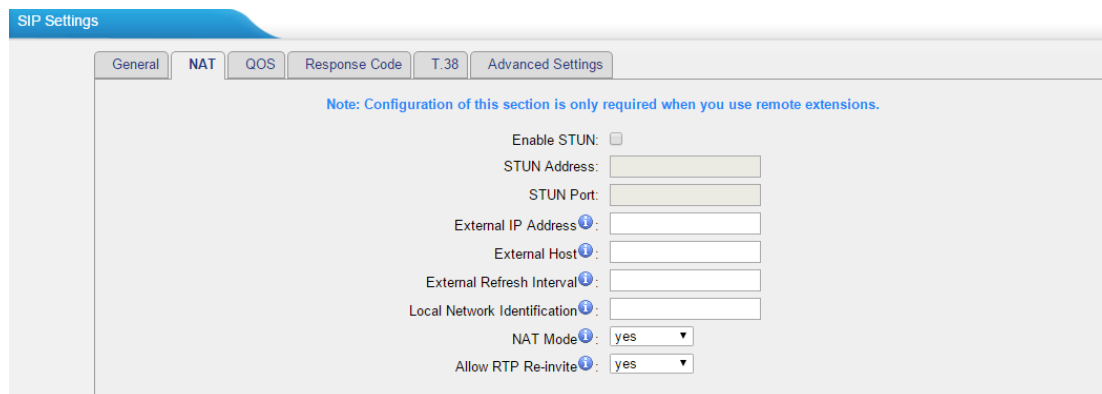 SIP Settings
General NAT QOS Response Code T.38 Advanced Settings
Note: Configuration of this section is only required when you use remote extensions.
Enable STUN:
STUN Address:
STUN Port:
External IP Address i :
External Host i :
External Refresh Interval i :
Local Network Identification i :
NAT Mode i : yes
Allow RTP Re-invite i : yes